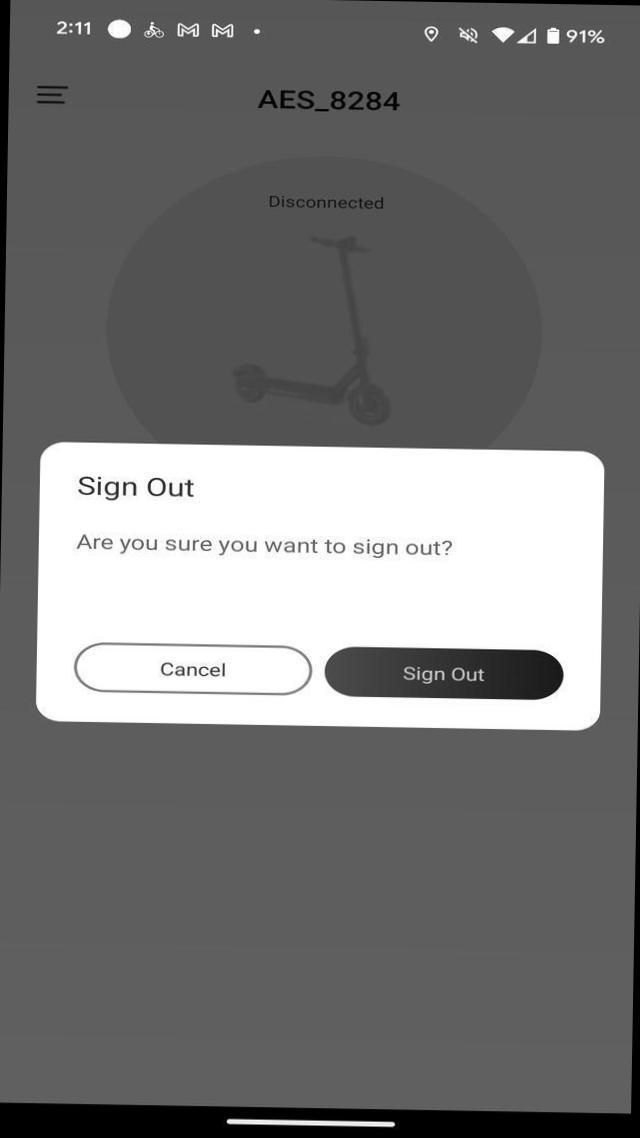 2:11
91%
AES_8284
Disconnected
Sign Out
Are you sure you want to sign out?
Cancel
Sign Out